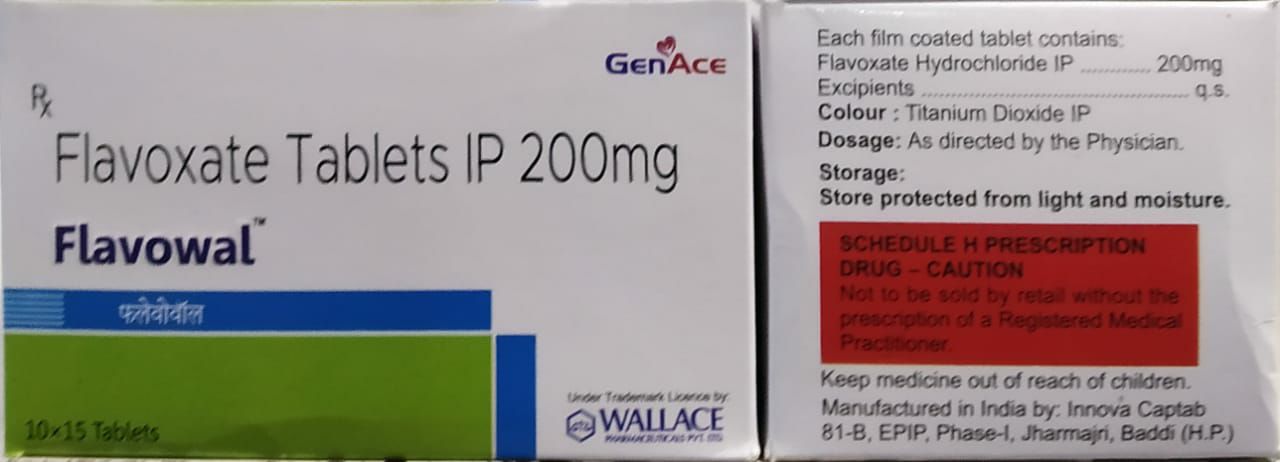 GenAce
Rx
Flavoxate Tablets IP 200mg
Flavowal™
फ्लेवोवॉल
10×15 Tablets
Under Trademark Licence by:
WALLACE
PHARMACEUTICALS PVT. LTD.
Each film coated tablet contains:
Flavoxate Hydrochloride IP ............ 200mg
Excipients ............................................ q.s.
Colour : Titanium Dioxide IP
Dosage: As directed by the Physician.
Storage:
Store protected from light and moisture.
SCHEDULE H PRESCRIPTION
DRUG – CAUTION
Not to be sold by retail without the
prescription of a Registered Medical
Practitioner.
Keep medicine out of reach of children.
Manufactured in India by: Innova Captab
81-B, EPIP, Phase-I, Jharmajri, Baddi (H.P.)